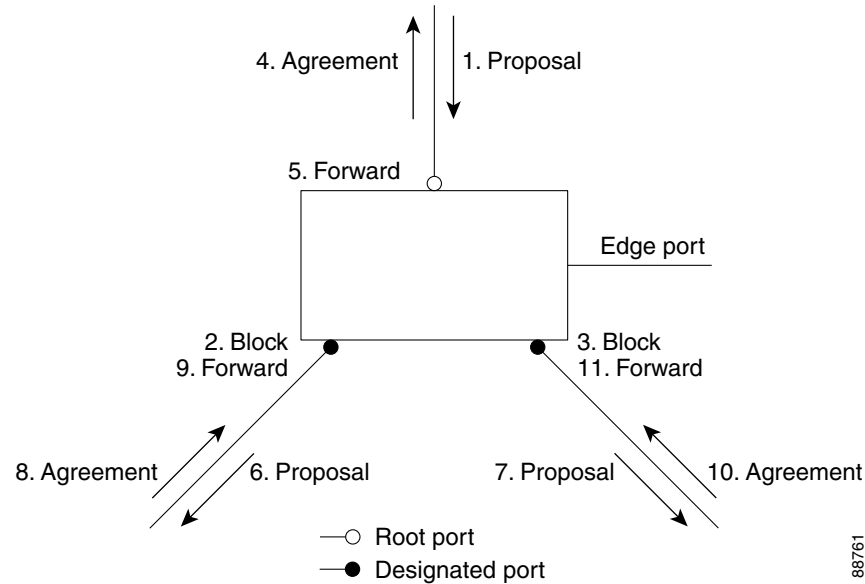 4. Agreement
1. Proposal
5. Forward
Edge port
2. Block
9. Forward
3. Block
11. Forward
8. Agreement
6. Proposal
7. Proposal
10. Agreement
Root port
Designated port
88761